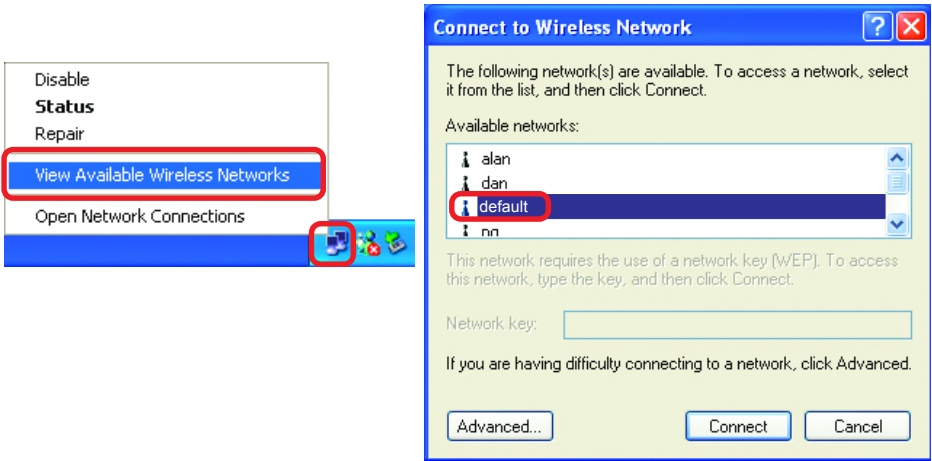 Disable
Status
Repair
View Available Wireless Networks
Open Network Connections
Connect to Wireless Network
The following network(s) are available. To access a network, select
it from the list, and then click Connect.
Available networks:
alan
dan
default
This network requires the use of a network key (WEP). To access
this network, type the key, and then click Connect.
Network key:
If you are having difficulty connecting to a network, click Advanced.
Advanced...
Connect
Cancel